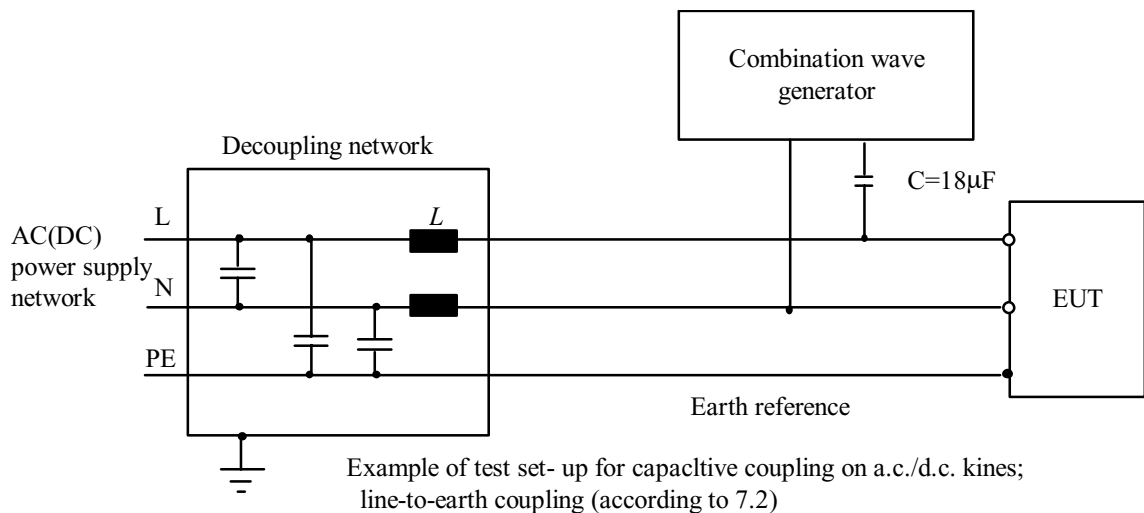 Combination wave
generator
Decoupling network
C=18μF
L
L
AC(DC)
power supply
network
N
EUT
PE
Earth reference
Example of test set- up for capacltive coupling on a.c./d.c. kines;
line-to-earth coupling (according to 7.2)